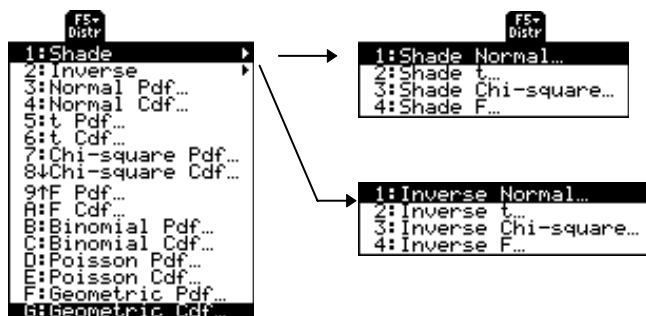 F5▾
Distr
1:Shade ▸
2:Inverse ▸
3:Normal Pdf…
4:Normal Cdf…
5:t Pdf…
6:t Cdf…
7:Chi-square Pdf…
8↓Chi-square Cdf…
9↑F Pdf…
A:F Cdf…
B:Binomial Pdf…
C:Binomial Cdf…
D:Poisson Pdf…
E:Poisson Cdf…
F:Geometric Pdf…
G:Geometric Cdf…
F5▾
Distr
1:Shade Normal…
2:Shade t…
3:Shade Chi-square…
4:Shade F…
1:Inverse Normal…
2:Inverse t…
3:Inverse Chi-square…
4:Inverse F…